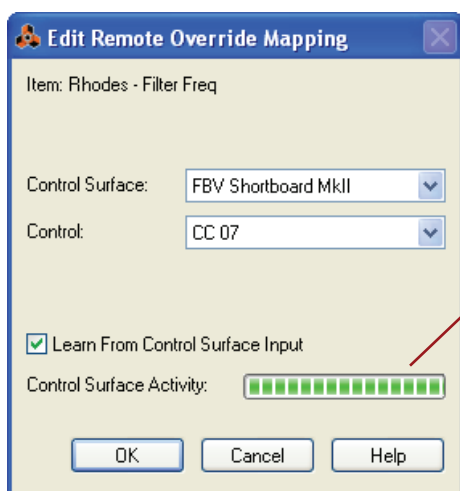 Edit Remote Override Mapping
Item: Rhodes - Filter Freq
Control Surface: FBV Shortboard MkII
Control: CC 07
Learn From Control Surface Input
Control Surface Activity:
OK Cancel Help